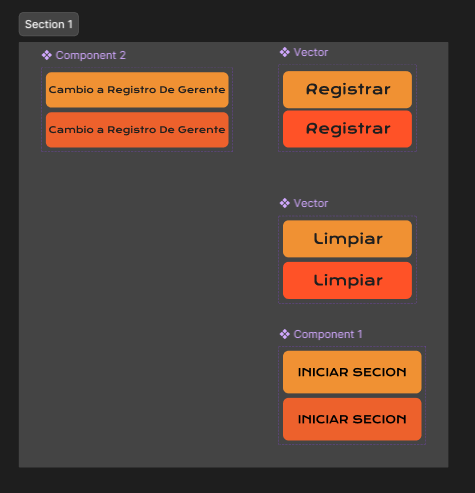 Section 1
Component 2
Cambio a Registro De Gerente
Cambio a Registro De Gerente
Vector
Registrar
Registrar
Vector
Limpiar
Limpiar
Component 1
INICIAR SECION
INICIAR SECION